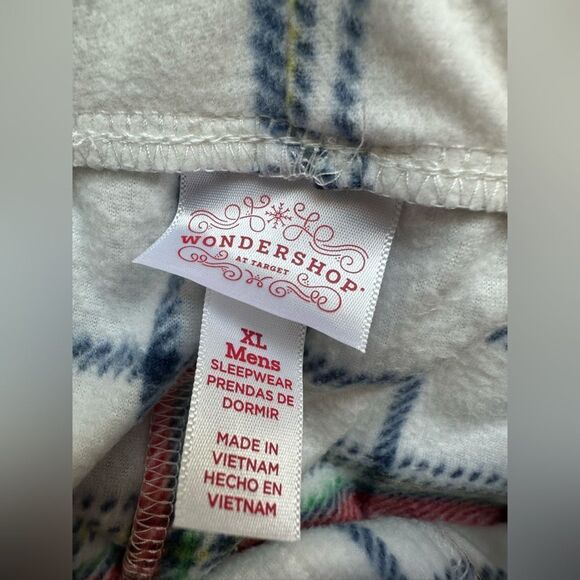 WONDERSHOP
AT TARGET
XL
Mens
SLEEPWEAR
PRENDAS DE
DORMIR
MADE IN
VIETNAM
HECHO EN
VIETNAM